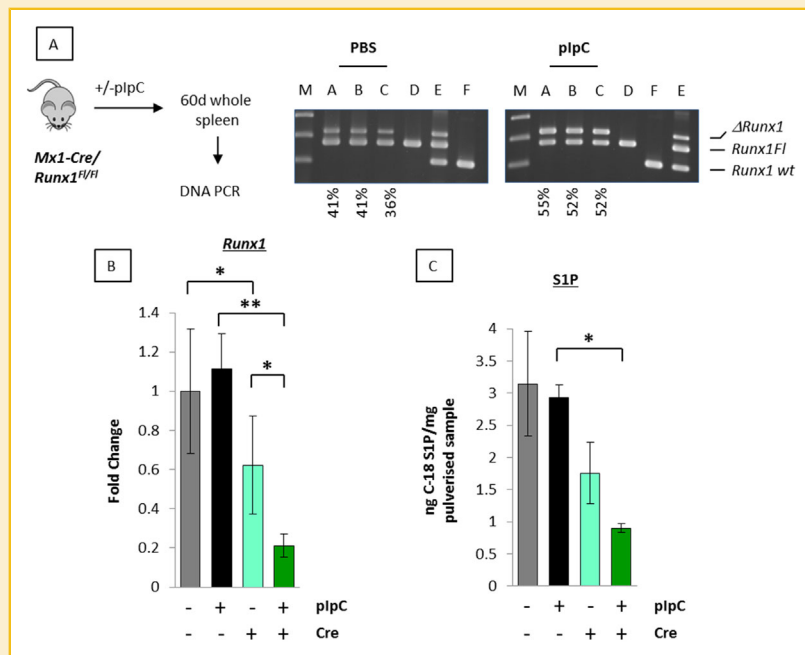 A
+/-pIpC
60d whole
spleen
DNA PCR
Mx1-Cre/
Runx1Fl/Fl
PBS
M A B C D E F
41% 41% 36%
pIpC
M A B C D F E
55% 52% 52%
ΔRunx1
Runx1Fl
Runx1 wt
B
Runx1
* ** *
Fold Change
1.4
1.2
1
0.8
0.6
0.4
0.2
0
- + - + pIpC
- - + + Cre
C
S1P
*
ng C-18 S1P/mg
pulverised sample
4
3.5
3
2.5
2
1.5
1
0.5
0
- + - + pIpC
- - + + Cre